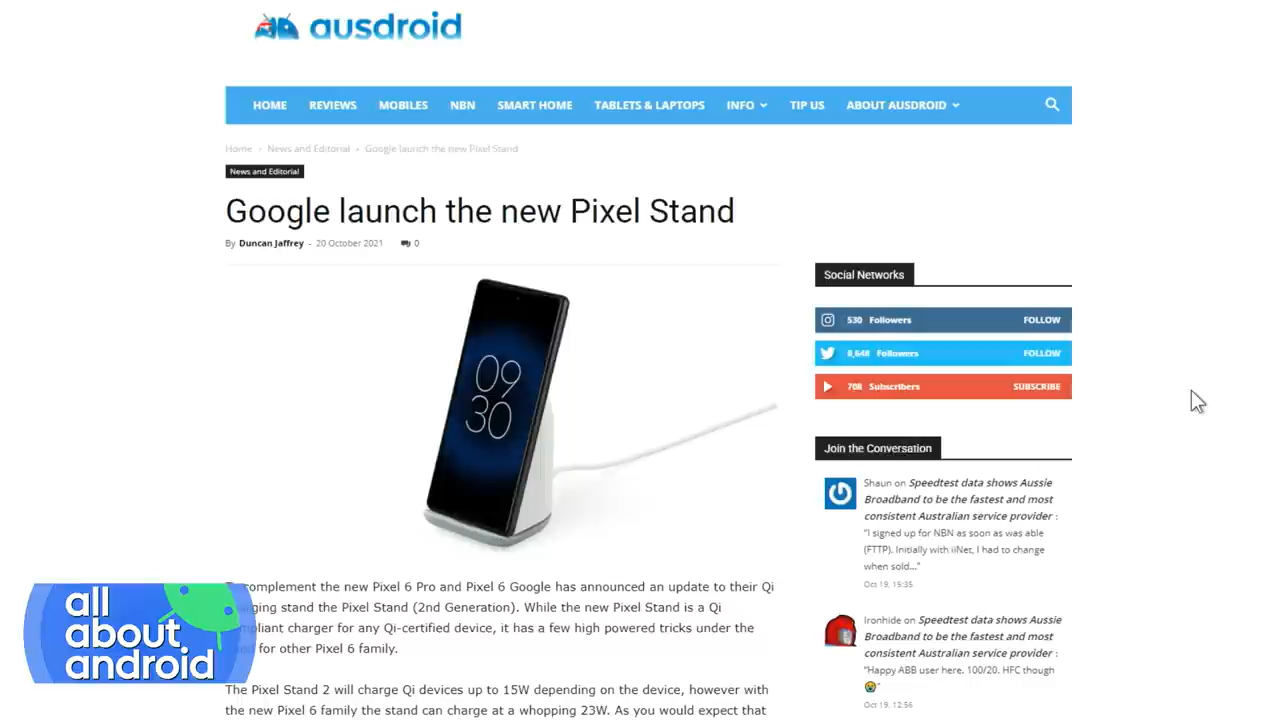 ausdroid
HOME REVIEWS MOBILES NBN SMART HOME TABLETS & LAPTOPS INFO TIP US ABOUT AUSDROID
Home › News and Editorial › Google launch the new Pixel Stand
News and Editorial
Google launch the new Pixel Stand
By Duncan Jaffrey - 20 October 2021 0
09
30
To complement the new Pixel 6 Pro and Pixel 6 Google has announced an update to their Qi
stand the Pixel Stand (2nd Generation). While the new Pixel Stand is a Qi
charger for any Qi-certified device, it has a few high powered tricks under the
for other Pixel 6 family.
The Pixel Stand 2 will charge Qi devices up to 15W depending on the device, however with
the new Pixel 6 family the stand can charge at a whopping 23W. As you would expect that
Social Networks
530 Followers FOLLOW
8,648 Followers FOLLOW
708 Subscribers SUBSCRIBE
Join the Conversation
Shaun on Speedtest data shows Aussie
Broadband to be the fastest and most
consistent Australian service provider :
"I signed up for NBN as soon as was able
(FTTP). Initially with iiNet, I had to change
when sold..."
Oct 19, 15:35
Ironhide on Speedtest data shows Aussie
Broadband to be the fastest and most
consistent Australian service provider :
"Happy ABB user here. 100/20. HFC though
"
Oct 19, 12:56
all
about
android